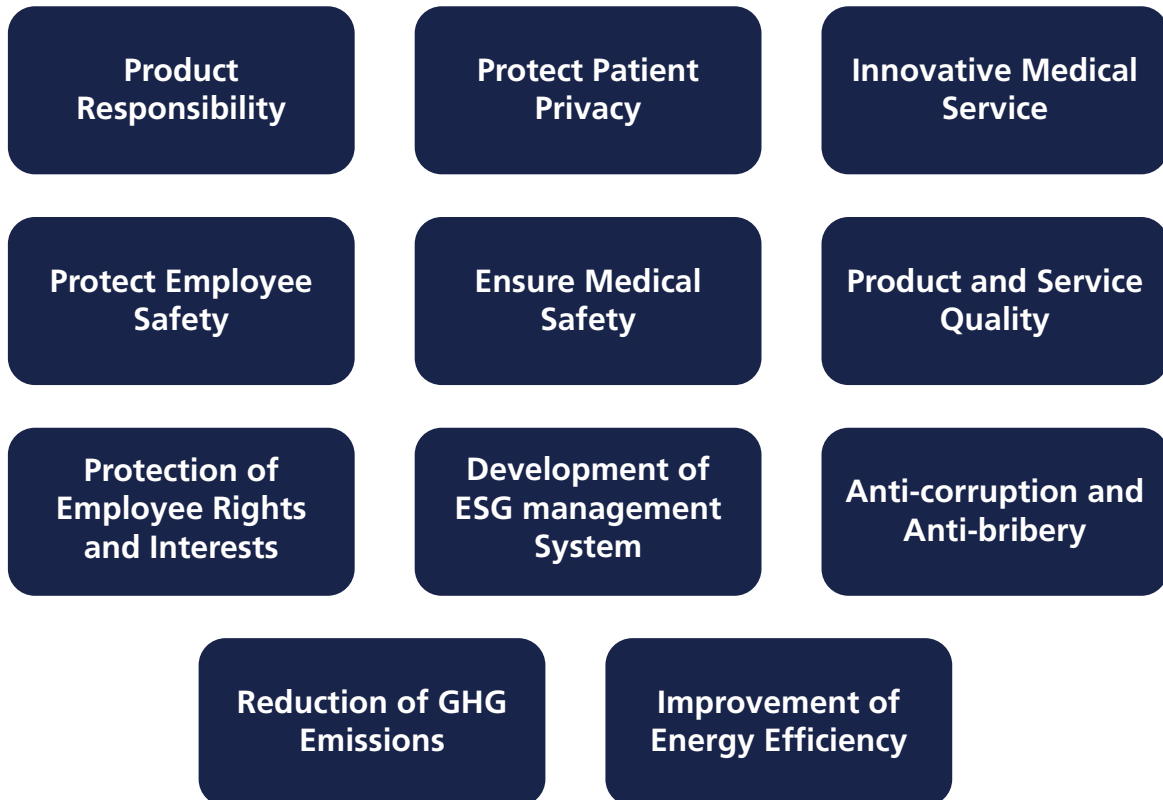 Product
Responsibility
Protect Patient
Privacy
Innovative Medical
Service
Protect Employee
Safety
Ensure Medical
Safety
Product and Service
Quality
Protection of
Employee Rights
and Interests
Development of
ESG management
System
Anti-corruption and
Anti-bribery
Reduction of GHG
Emissions
Improvement of
Energy Efficiency